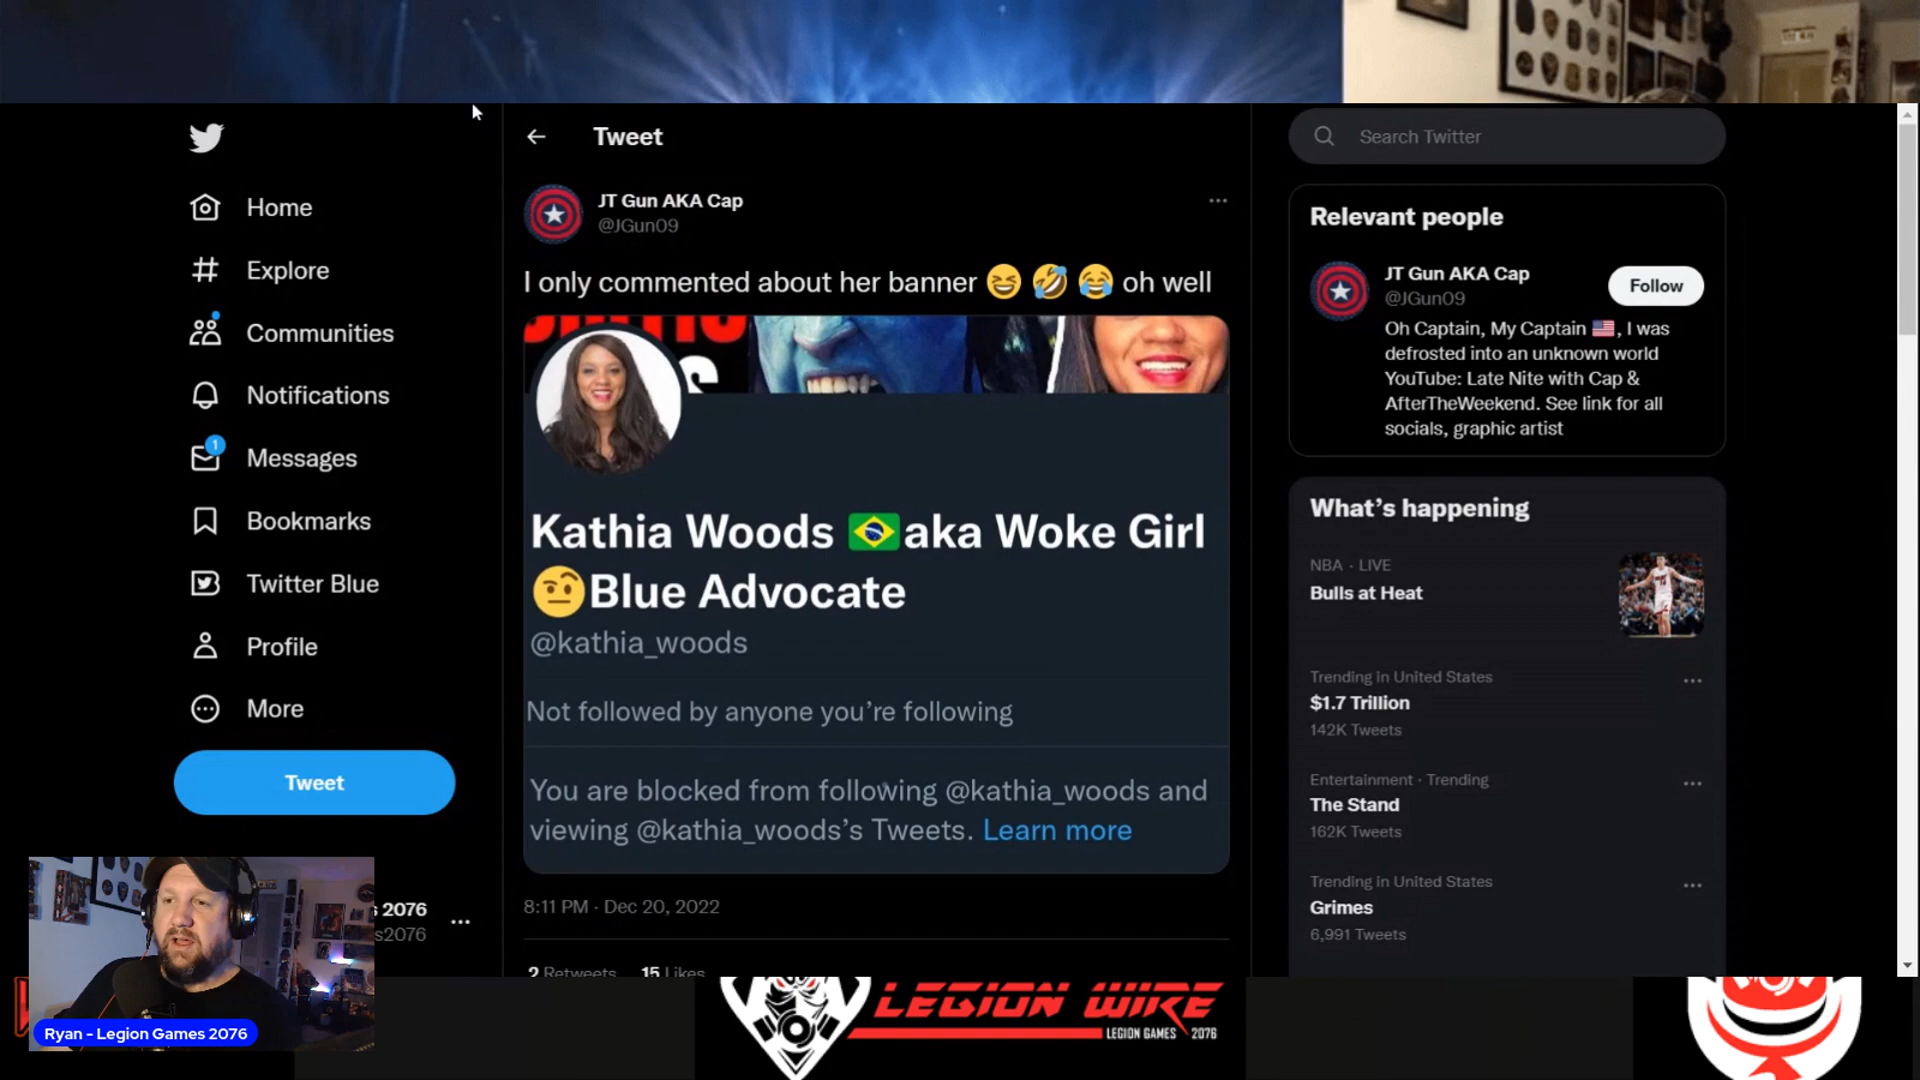 Tweet
Search Twitter
Home
Explore
Communities
Notifications
1
Messages
Bookmarks
Twitter Blue
Profile
More
Tweet
2076
s2076
JT Gun AKA Cap
@JGun09
I only commented about her banner 😆 🤣 😂 oh well
Kathia Woods 🇧🇷aka Woke Girl
🤨Blue Advocate
@kathia_woods
Not followed by anyone you’re following
You are blocked from following @kathia_woods and
viewing @kathia_woods’s Tweets. Learn more
8:11 PM · Dec 20, 2022
2 Retweets 15 Likes
Relevant people
JT Gun AKA Cap
@JGun09
Follow
Oh Captain, My Captain 🇺🇸, I was
defrosted into an unknown world
YouTube: Late Nite with Cap &
AfterTheWeekend. See link for all
socials, graphic artist
What’s happening
NBA · LIVE
Bulls at Heat
Trending in United States
$1.7 Trillion
142K Tweets
Entertainment · Trending
The Stand
162K Tweets
Trending in United States
Grimes
6,991 Tweets
Ryan - Legion Games 2076
LEGION WIRE
LEGION GAMES 2076